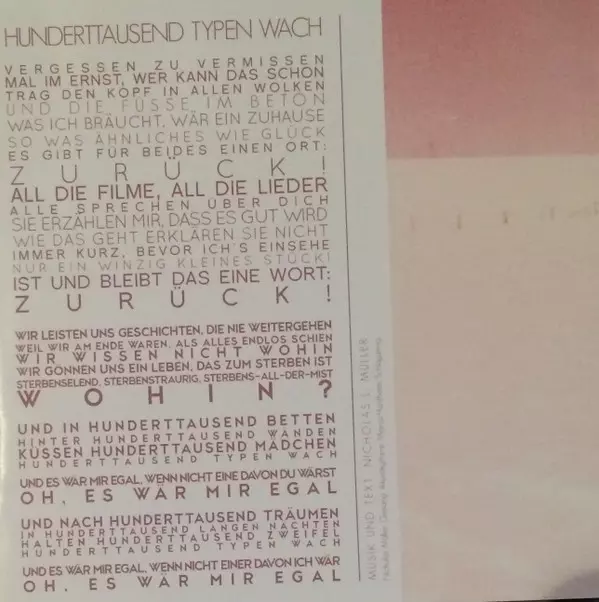 HUNDERTTAUSEND TYPEN WACH
VERGESSEN ZU VERMISSEN
MAL IM ERNST, WER KANN DAS SCHON
TRAG DEN KOPF IN ALLEN WOLKEN
UND DIE FÜSSE IM BETON
WAS ICH BRÄUCHT, WÄR EIN ZUHAUSE
SO WAS ÄHNLICHES WIE GLÜCK
ES GIBT FÜR BEIDES EINEN ORT:
ZURÜCK!
ALL DIE FILME, ALL DIE LIEDER
ALLE SPRECHEN ÜBER DICH
SIE ERZÄHLEN MIR, DASS ES GUT WIRD
WIE DAS GEHT ERKLÄREN SIE NICHT
IMMER KURZ, BEVOR ICH'S EINSEHE
NUR EIN WINZIG KLEINES STÜCK!
IST UND BLEIBT DAS EINE WORT:
ZURÜCK!
WIR LEISTEN UNS GESCHICHTEN, DIE NIE WEITERGEHEN
WEIL WIR AM ENDE WAREN, ALS ALLES ENDLOS SCHIEN
WIR WISSEN NICHT WOHIN
WIR GÖNNEN UNS EIN LEBEN, DAS ZUM STERBEN IST
STERBENSELEND, STERBENSTRAURIG, STERBENS-ALL-DER-MIST
WOHIN?
UND IN HUNDERTTAUSEND BETTEN
HINTER HUNDERTTAUSEND WÄNDEN
KÜSSEN HUNDERTTAUSEND MÄDCHEN
HUNDERTTAUSEND TYPEN WACH
UND ES WÄR MIR EGAL, WENN NICHT EINE DAVON DU WÄRST
OH, ES WÄR MIR EGAL
UND NACH HUNDERTTAUSEND TRÄUMEN
IN HUNDERTTAUSEND LANGEN NÄCHTEN
HALTEN HUNDERTTAUSEND ZWEIFEL
HUNDERTTAUSEND TYPEN WACH
UND ES WÄR MIR EGAL, WENN NICHT EINER DAVON ICH WÄR
OH, ES WÄR MIR EGAL
MUSIK UND TEXT: NICHOLAS MÜLLER